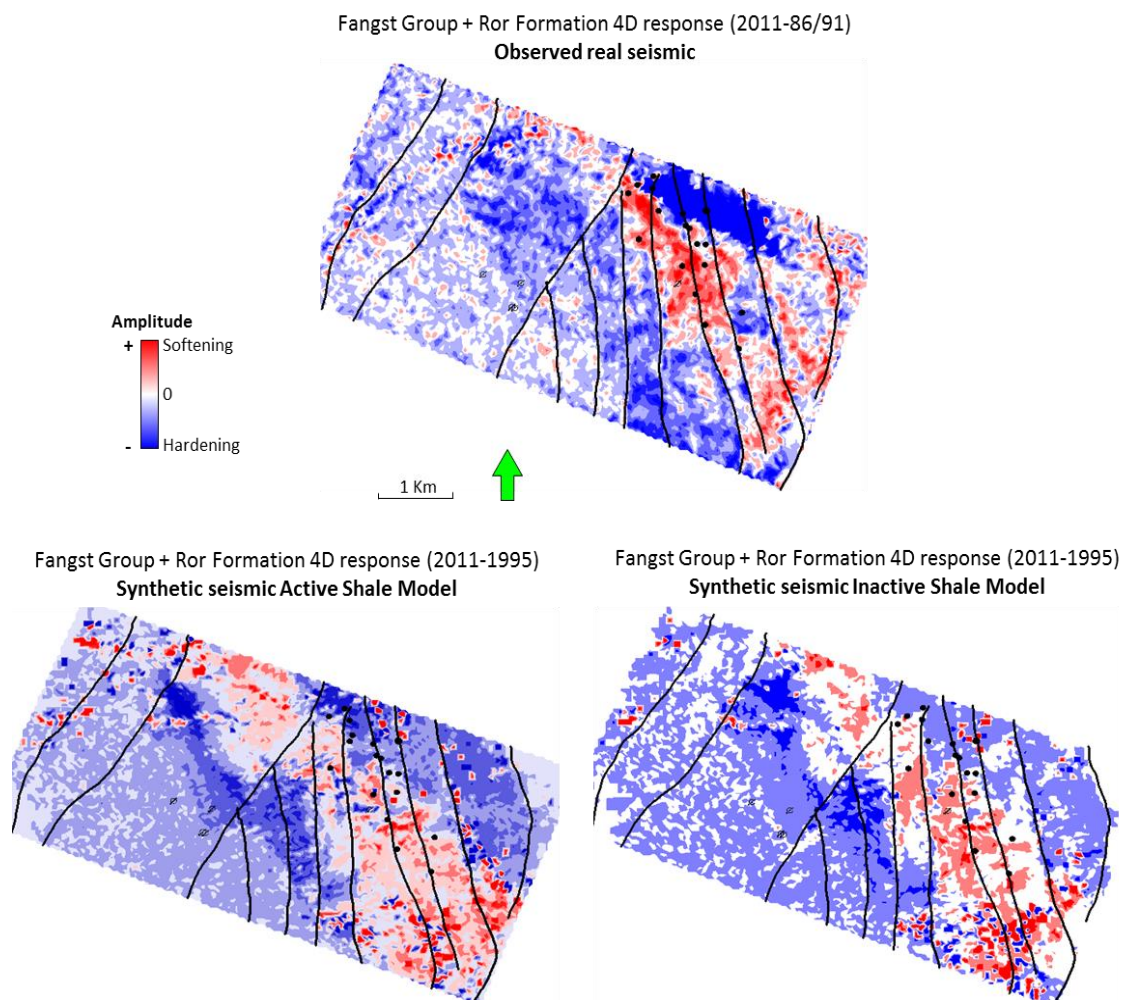 Fangst Group + Ror Formation 4D response (2011-86/91)
Observed real seismic
Amplitude
+ Softening
0
- Hardening
1 Km
Fangst Group + Ror Formation 4D response (2011-1995)
Synthetic seismic Active Shale Model
Fangst Group + Ror Formation 4D response (2011-1995)
Synthetic seismic Inactive Shale Model